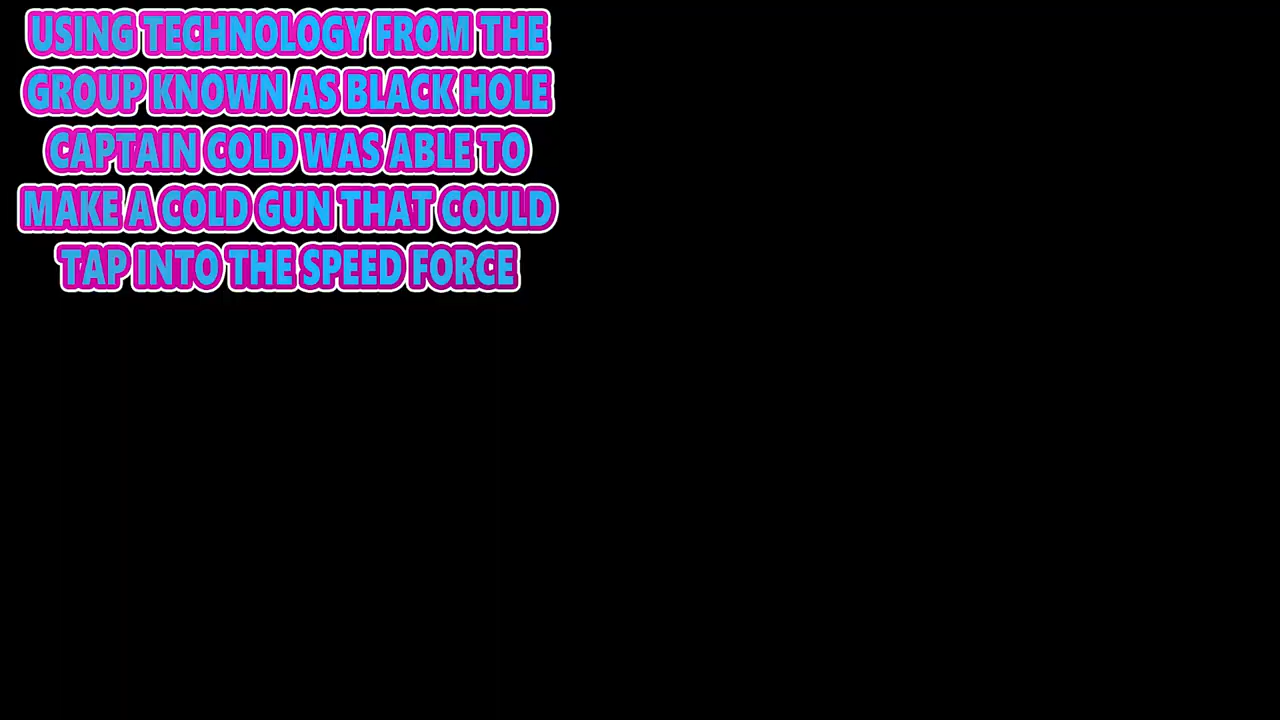 USING TECHNOLOGY FROM THE
GROUP KNOWN AS BLACK HOLE
CAPTAIN COLD WAS ABLE TO
MAKE A COLD GUN THAT COULD
TAP INTO THE SPEED FORCE